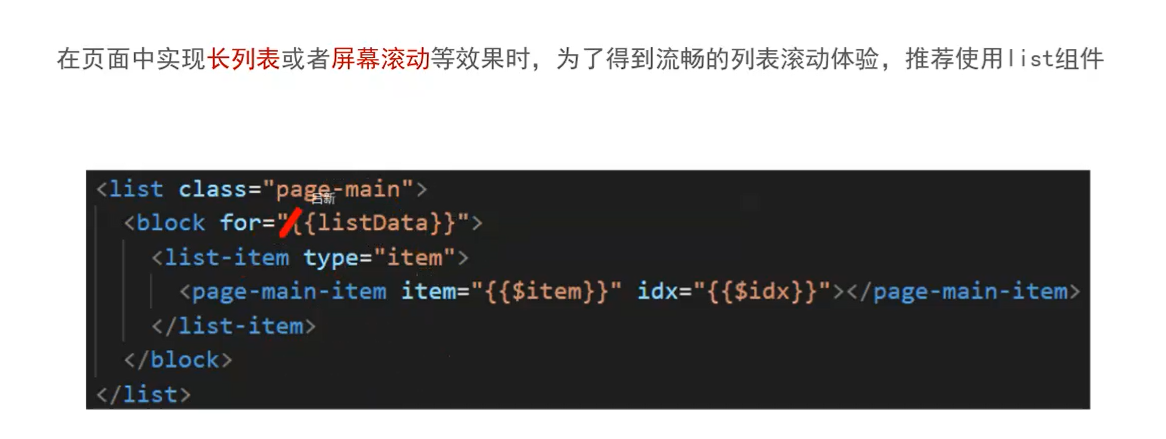 在页面中实现长列表或者屏幕滚动等效果时，为了得到流畅的列表滚动体验，推荐使用list组件
<list class="page-main">
吕新
<block for="{{listData}}">
<list-item type="item">
<page-main-item item="{{$item}}" idx="{{$idx}}"></page-main-item>
</list-item>
</block>
</list>